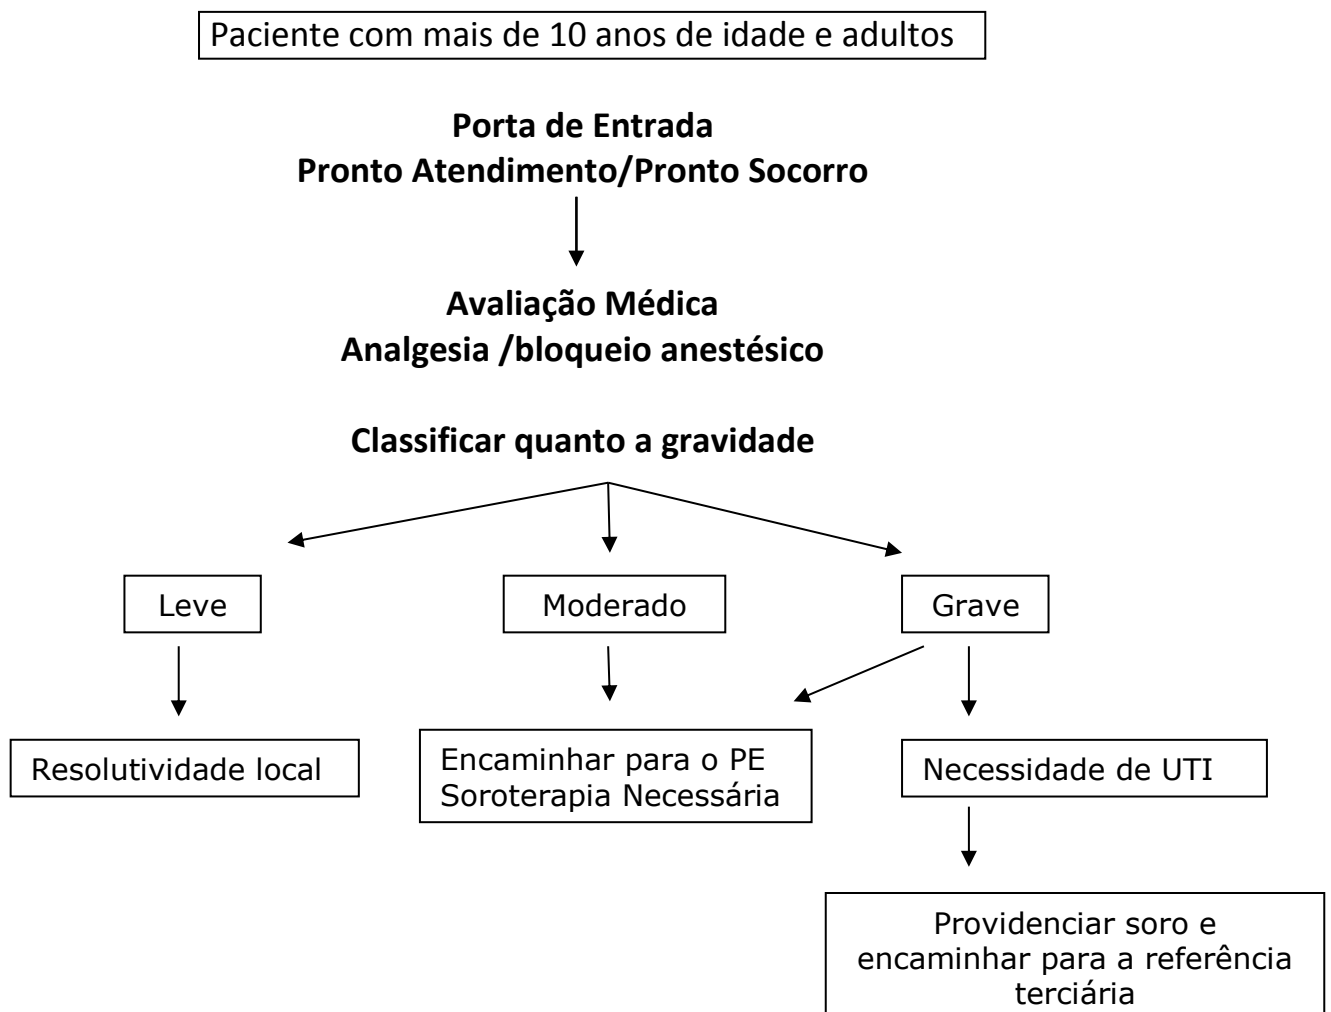 Paciente com mais de 10 anos de idade e adultos
Porta de Entrada
Pronto Atendimento/Pronto Socorro
Avaliação Médica
Analgesia /bloqueio anestésico
Classificar quanto a gravidade
Leve
Moderado
Grave
Resolutividade local
Encaminhar para o PE
Soroterapia Necessária
Necessidade de UTI
Providenciar soro e
encaminhar para a referência
terciária